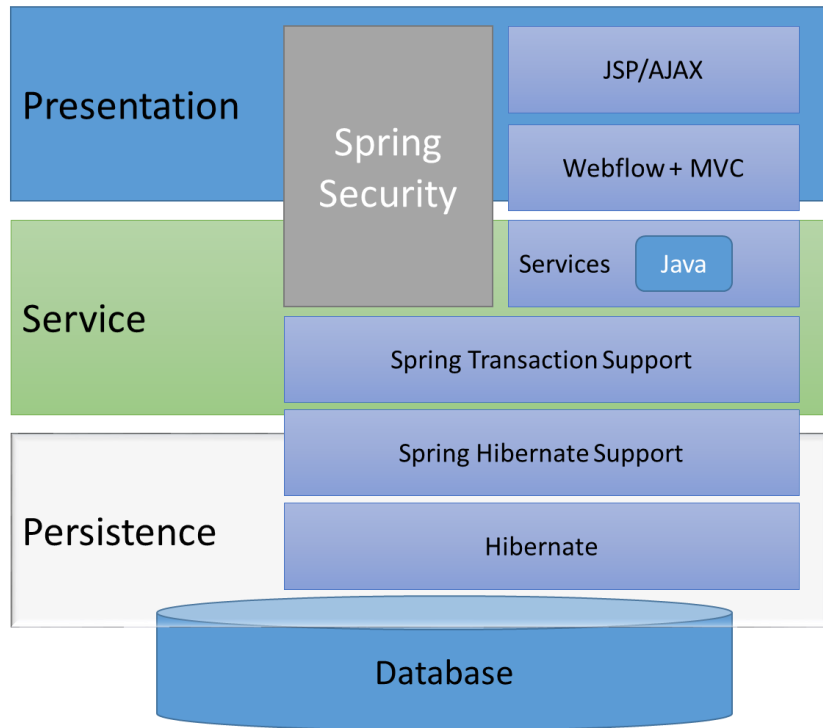 Presentation
Spring
Security
JSP/AJAX
Webflow + MVC
Service
Services
Java
Spring Transaction Support
Persistence
Spring Hibernate Support
Hibernate
Database